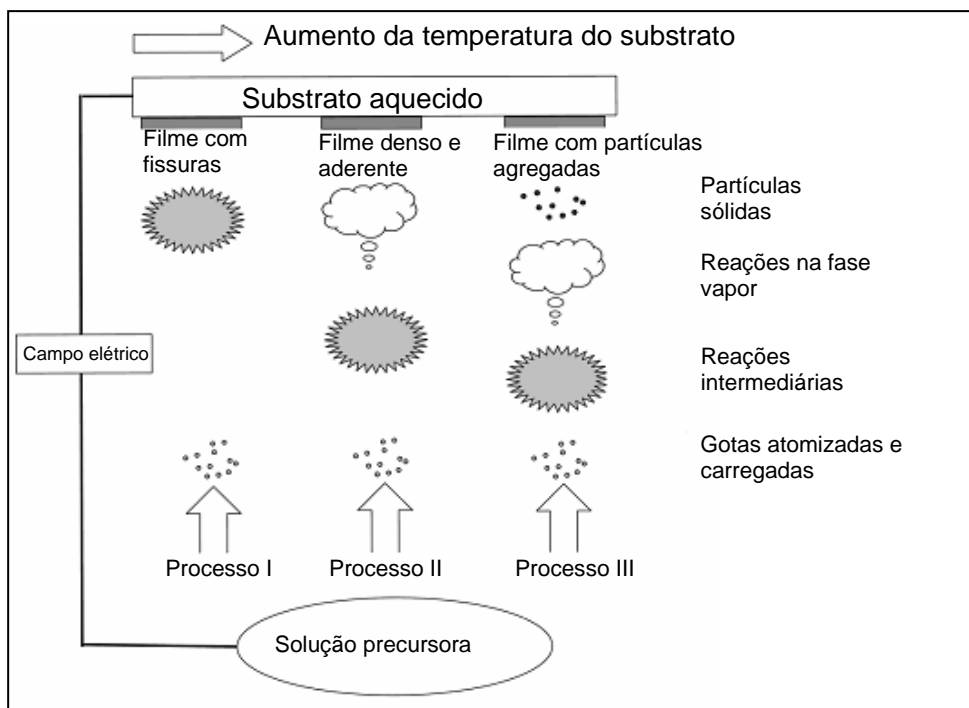 Aumento da temperatura do substrato
Substrato aquecido
Filme com
fissuras
Filme denso e
aderente
Filme com partículas
agregadas
Partículas
sólidas
Reações na fase
vapor
Campo elétrico
Reações
intermediárias
Gotas atomizadas e
carregadas
Processo I
Processo II
Processo III
Solução precursora